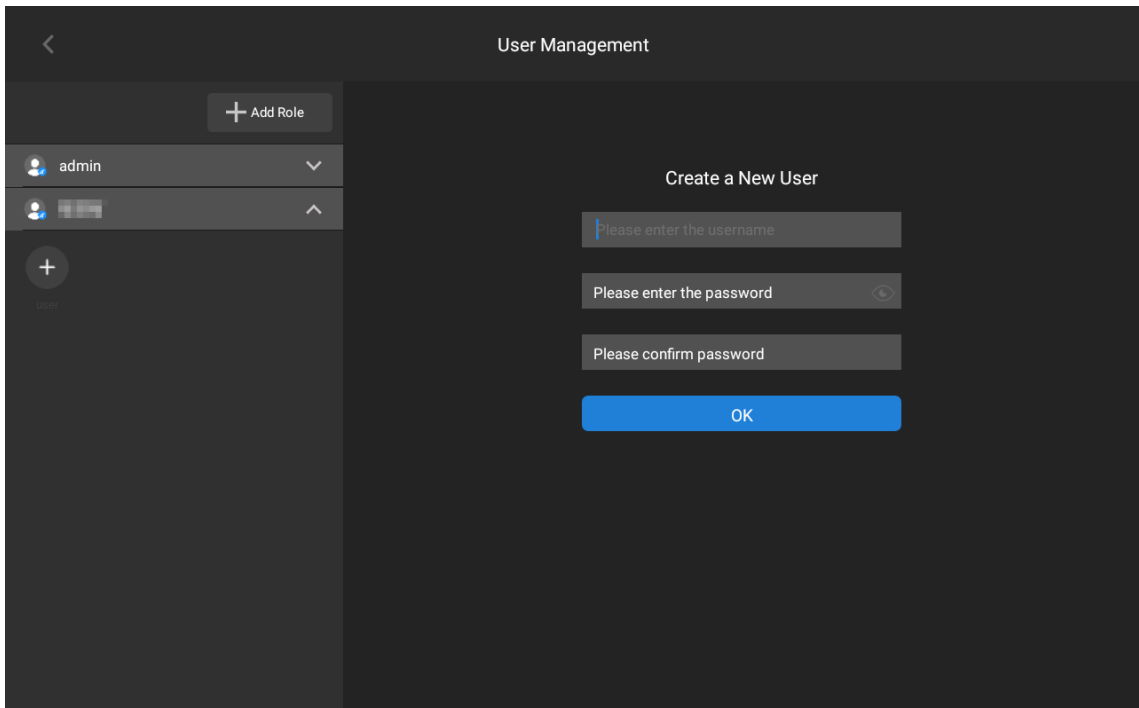 User Management
Add Role
admin
user
Create a New User
Please enter the username
Please enter the password
Please confirm password
OK